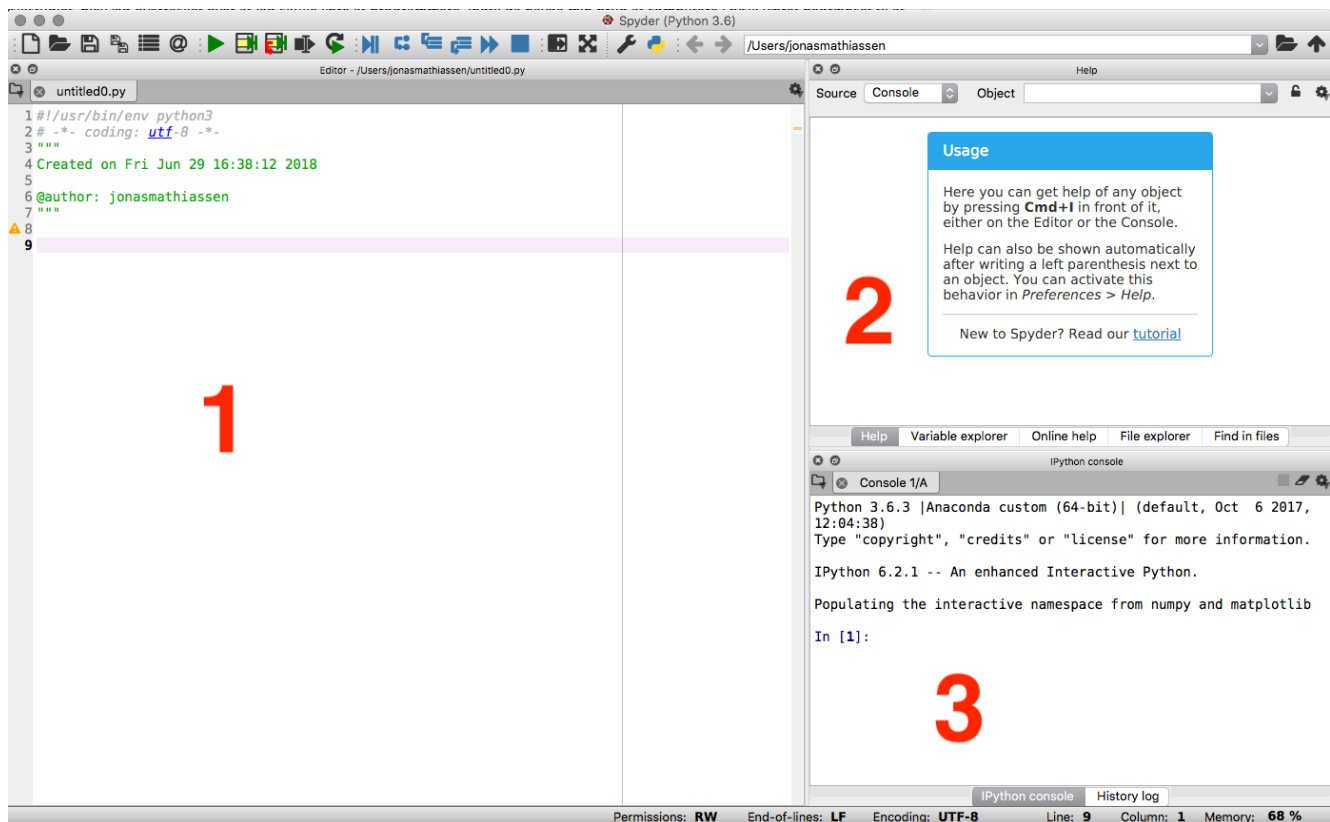 Spyder (Python 3.6)
/Users/jonasmathiassen
Editor - /Users/jonasmathiassen/untitled0.py
untitled0.py
1 #!/usr/bin/env python3
2 # -*- coding: utf-8 -*-
3 """
4 Created on Fri Jun 29 16:38:12 2018
5
6 @author: jonasmathiassen
7 """
8
9
1
Help
Source Console Object
Usage
Here you can get help of any object
by pressing Cmd+I in front of it,
either on the Editor or the Console.
Help can also be shown automatically
after writing a left parenthesis next to
an object. You can activate this
behavior in Preferences > Help.
New to Spyder? Read our tutorial
2
Help Variable explorer Online help File explorer Find in files
IPython console
Console 1/A
Python 3.6.3 |Anaconda custom (64-bit)| (default, Oct  6 2017,
12:04:38)
Type "copyright", "credits" or "license" for more information.
IPython 6.2.1 -- An enhanced Interactive Python.
Populating the interactive namespace from numpy and matplotlib
In [1]:
3
IPython console History log
Permissions: RW End-of-lines: LF Encoding: UTF-8 Line: 9 Column: 1 Memory: 68 %